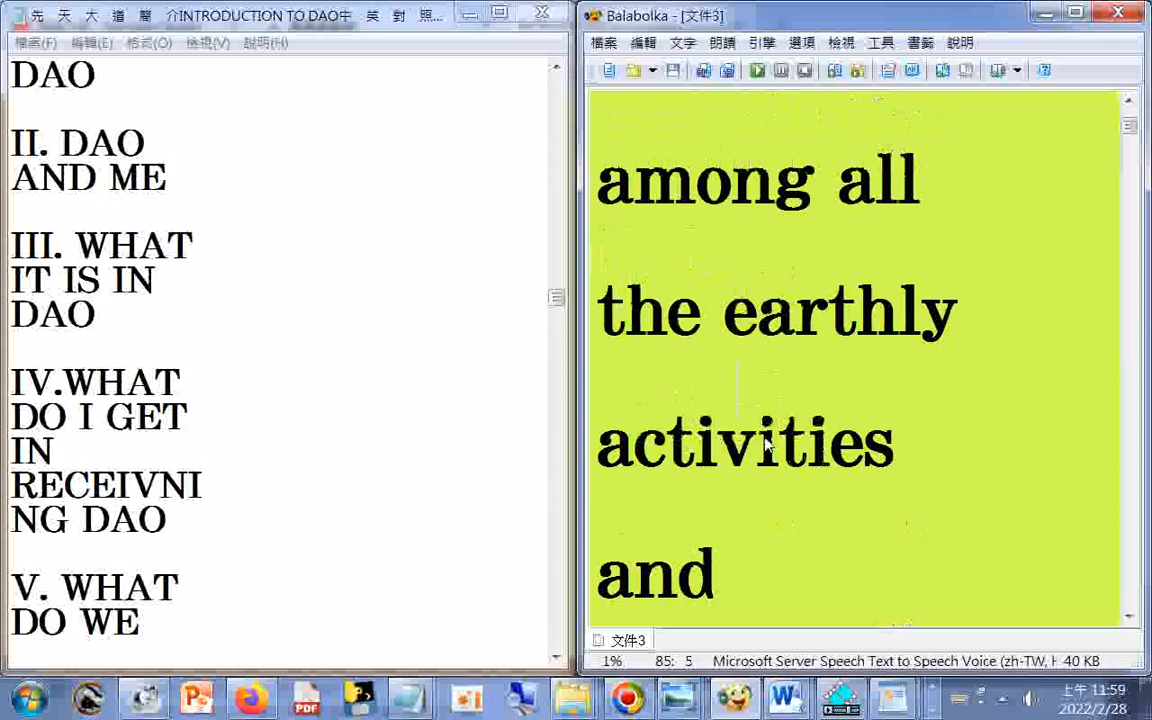 先 天 大 道 簡 介INTRODUCTION TO DAO中 英 對 照...
檔案(F) 編輯(E) 格式(O) 檢視(V) 說明(H)
DAO
II. DAO
AND ME
III. WHAT
IT IS IN
DAO
IV.WHAT
DO I GET
IN
RECEIVNI
NG DAO
V. WHAT
DO WE
Balabolka - [文件3]
檔案 編輯 文字 朗讀 引擎 選項 檢視 工具 書籤 說明
among all
the earthly
activities
and
文件3
1% 85: 5 Microsoft Server Speech Text to Speech Voice (zh-TW, H 40 KB
上午 11:59
2022/2/28